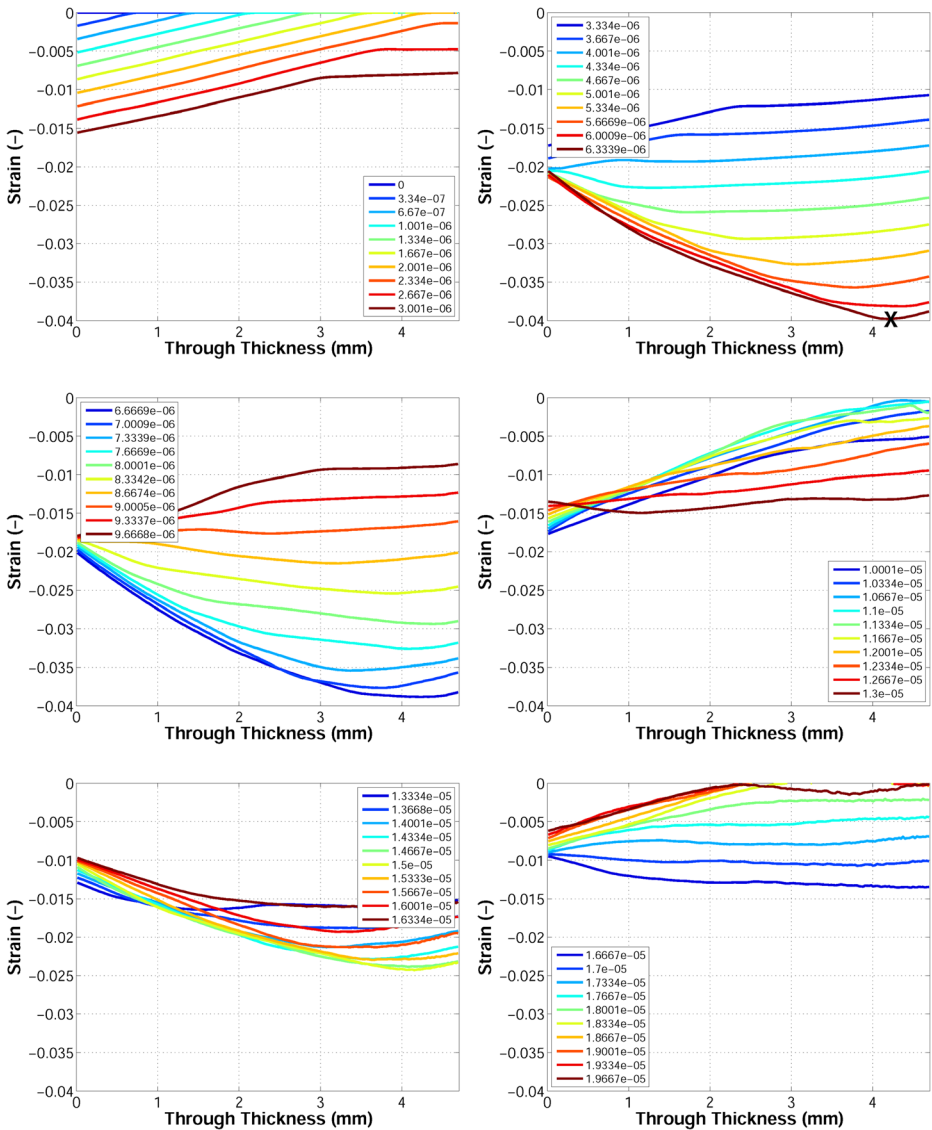 0
−0.005
−0.01
−0.015
−0.02
−0.025
−0.03
−0.035
−0.04
Strain (−)
0
3.34e−07
6.67e−07
1.001e−06
1.334e−06
1.667e−06
2.001e−06
2.334e−06
2.667e−06
3.001e−06
0 1 2 3 4
Through Thickness (mm)
0
−0.005
−0.01
−0.015
−0.02
−0.025
−0.03
−0.035
−0.04
Strain (−)
3.334e−06
3.667e−06
4.001e−06
4.334e−06
4.667e−06
5.001e−06
5.334e−06
5.6669e−06
6.0009e−06
6.3339e−06
X
0 1 2 3 4
Through Thickness (mm)
0
−0.005
−0.01
−0.015
−0.02
−0.025
−0.03
−0.035
−0.04
Strain (−)
6.6669e−06
7.0009e−06
7.3339e−06
7.6669e−06
8.0001e−06
8.3342e−06
8.6674e−06
9.0005e−06
9.3337e−06
9.6668e−06
0 1 2 3 4
Through Thickness (mm)
0
−0.005
−0.01
−0.015
−0.02
−0.025
−0.03
−0.035
−0.04
Strain (−)
1.0001e−05
1.0334e−05
1.0667e−05
1.1e−05
1.1334e−05
1.1667e−05
1.2001e−05
1.2334e−05
1.2667e−05
1.3e−05
0 1 2 3 4
Through Thickness (mm)
0
−0.005
−0.01
−0.015
−0.02
−0.025
−0.03
−0.035
−0.04
Strain (−)
1.3334e−05
1.3668e−05
1.4001e−05
1.4334e−05
1.4667e−05
1.5e−05
1.5333e−05
1.5667e−05
1.6001e−05
1.6334e−05
0 1 2 3 4
Through Thickness (mm)
0
−0.005
−0.01
−0.015
−0.02
−0.025
−0.03
−0.035
−0.04
Strain (−)
1.6667e−05
1.7e−05
1.7334e−05
1.7667e−05
1.8001e−05
1.8334e−05
1.8667e−05
1.9001e−05
1.9334e−05
1.9667e−05
0 1 2 3 4
Through Thickness (mm)